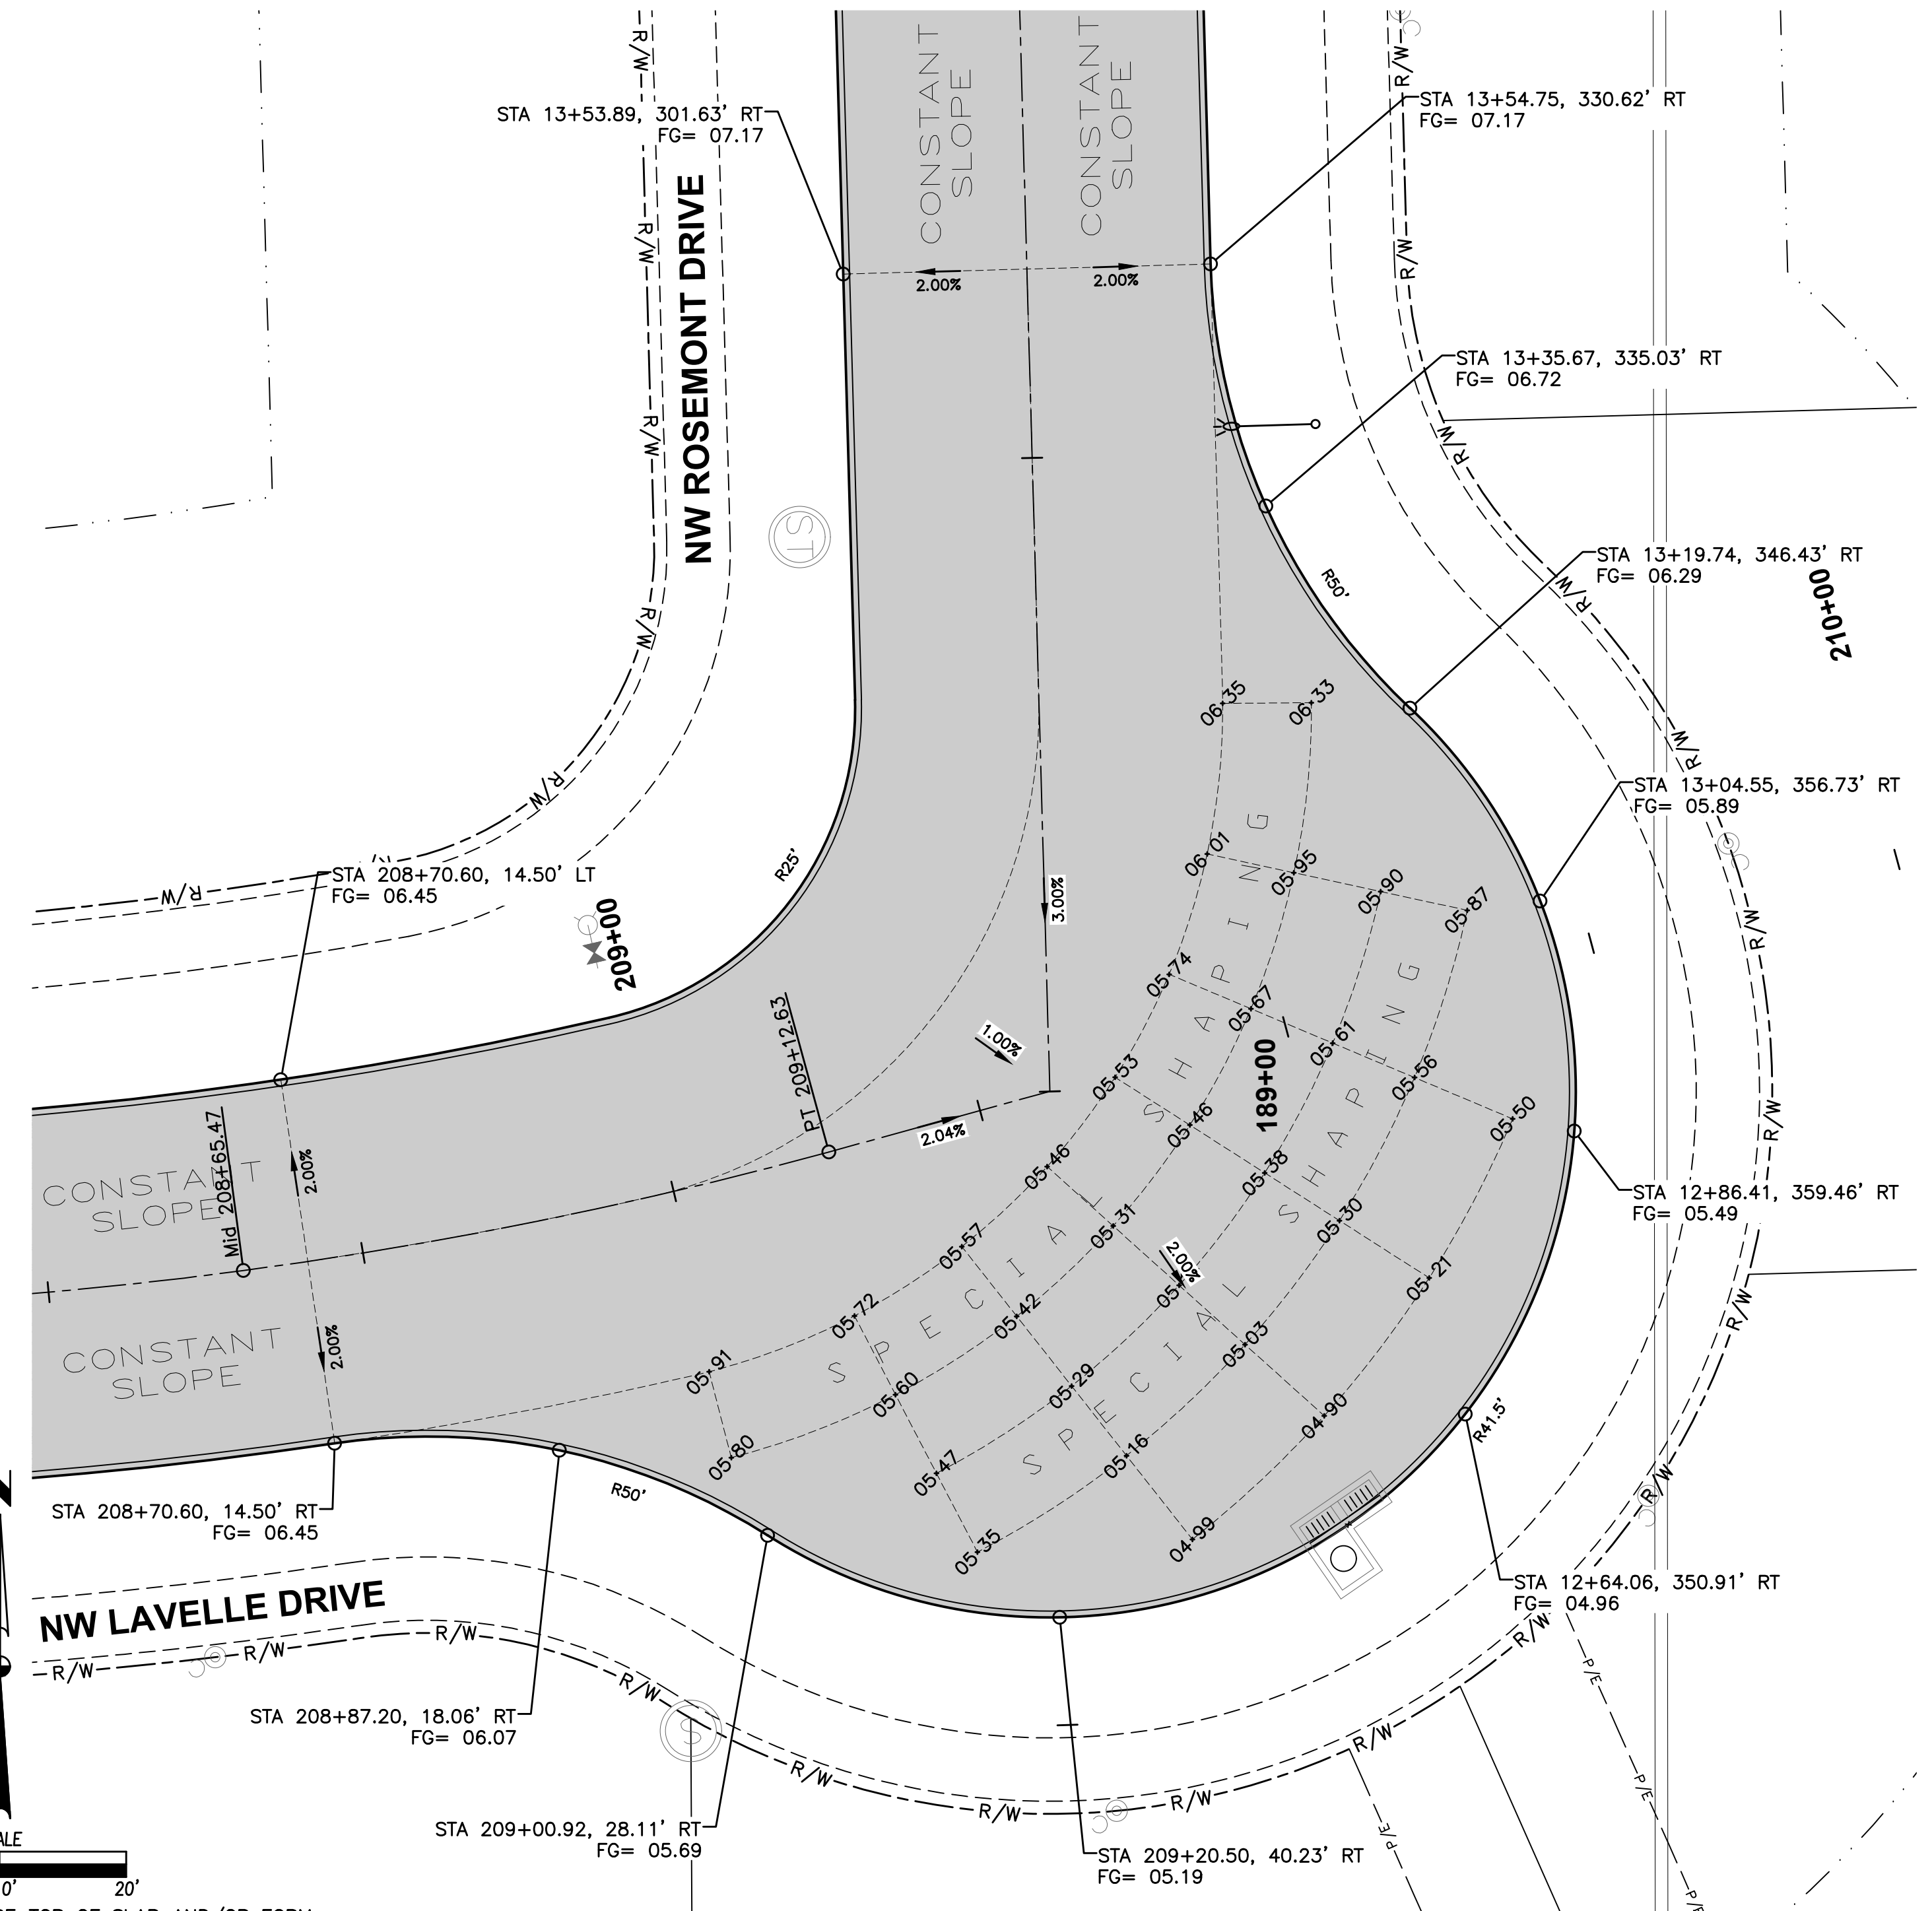 CONSTANT
SLOPE
CONSTANT
SLOPE
R/W
R/W
STA 13+53.89, 301.63' RT
FG= 07.17
STA 13+54.75, 330.62' RT
FG= 07.17
NW ROSEMONT DRIVE
R/W
R/W
2.00%
2.00%
STA 13+35.67, 335.03' RT
FG= 06.72
R/W
R/W
R/W
ST
R50'
STA 13+19.74, 346.43' RT
FG= 06.29
210+00
R/W
R/W
R/W
R/W
06.35
06.33
R/W
R/W
STA 13+04.55, 356.73' RT
FG= 05.89
R25'
STA 208+70.60, 14.50' LT
FG= 06.45
R/W
209+00
3.00%
06.01
05.95
05.90
05.87
R/W
05.74
05.67
05.61
05.56
05.50
189+00
PT 209+12.63
1.00%
2.04%
05.53
05.46
05.38
05.30
05.21
R/W
SPECIAL SHAPING
SPECIAL SHAPING
Mid 208+65.47
2.00%
CONSTANT
SLOPE
CONSTANT
SLOPE
2.00%
STA 12+86.41, 359.46' RT
FG= 05.49
05.46
05.31
2.00%
05.03
04.90
R/W
05.57
05.42
05.29
05.16
04.99
05.72
05.60
05.47
05.35
05.91
05.80
R41.5'
R50'
R/W
STA 208+70.60, 14.50' RT
FG= 06.45
STA 12+64.06, 350.91' RT
FG= 04.96
NW LAVELLE DRIVE
R/W
R/W
R/W
R/W
R/W
P/E
STA 208+87.20, 18.06' RT
FG= 06.07
S
R/W
R/W
R/W
R/W
P/E
P/E
P/E
STA 209+00.92, 28.11' RT
FG= 05.69
STA 209+20.50, 40.23' RT
FG= 05.19
0'
20'